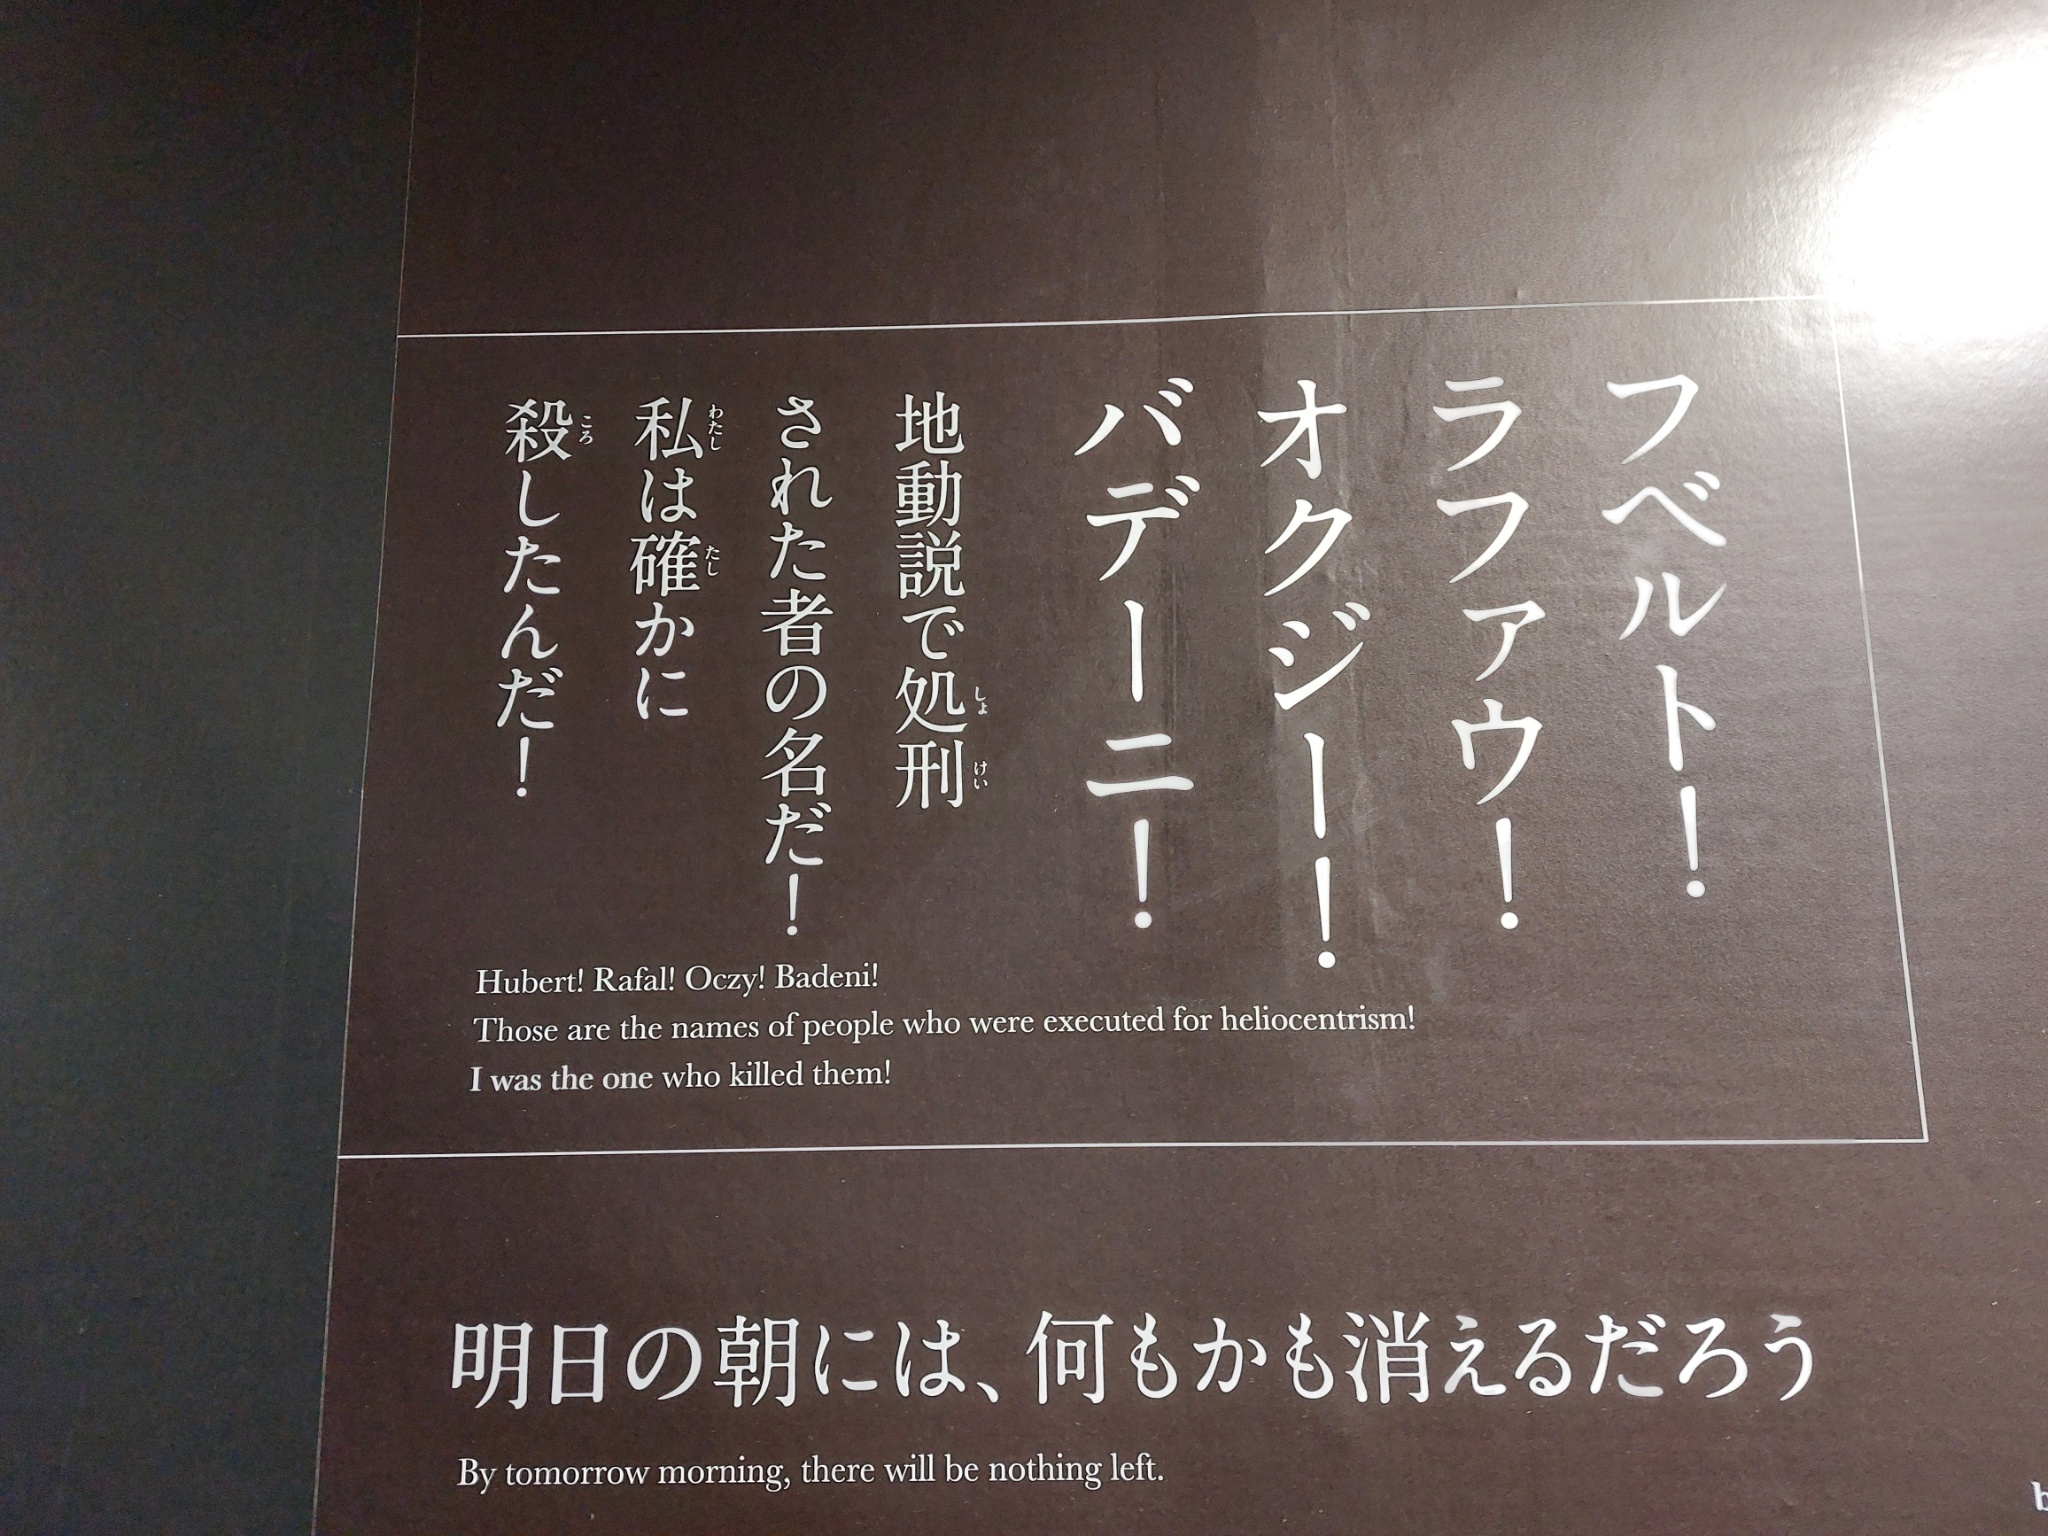 フベルト！
ラファウ！
オクジー！
バデーニ！
地動説で処刑
された者の名だ！
私は確かに
殺したんだ！
Hubert! Rafal! Oczy! Badeni!
Those are the names of people who were executed for heliocentrism!
I was the one who killed them!
明日の朝には、何もかも消えるだろう
By tomorrow morning, there will be nothing left.